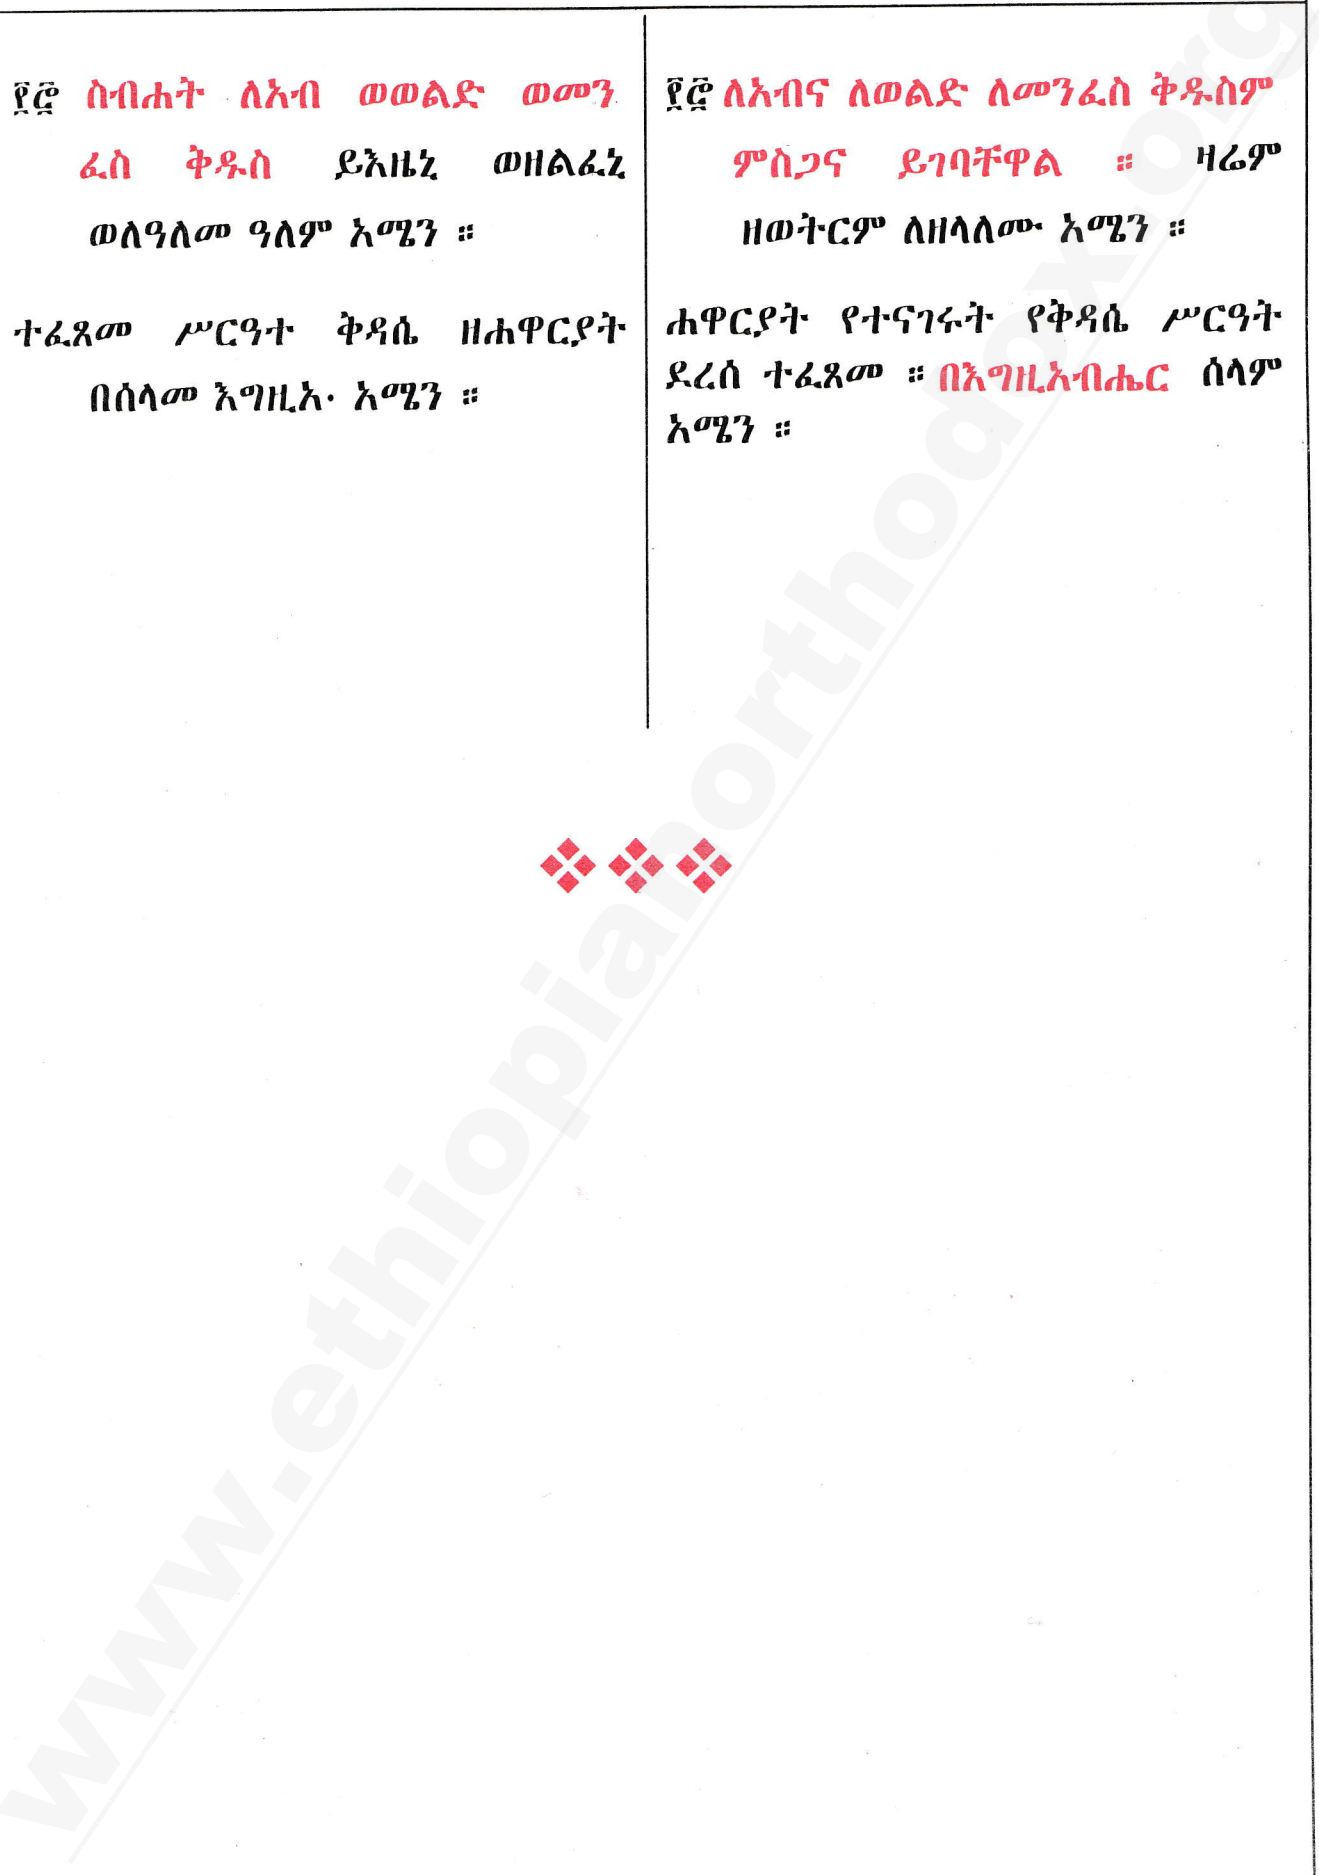 ፻፸ ስብሐት ለአብ ወወልድ ወመን
ፈስ ቅዱስ ይእዜኒ ወዘልፈኒ
ወለዓለመ ዓለም አሜን ።
ተፈጸመ ሥርዓተ ቅዳሴ ዘሐዋርያት
በሰላመ እግዚአ· አሜን ።
፻፸ ለአብና ለወልድ ለመንፈስ ቅዱስም
ምስጋና ይገባቸዋል ። ዛሬም
ዘወትርም ለዘላለሙ አሜን ።
ሐዋርያት የተናገሩት የቅዳሴ ሥርዓት
ደረሰ ተፈጸመ ። በእግዚአብሔር ሰላም
አሜን ።
www.ethiopianorthodox.org